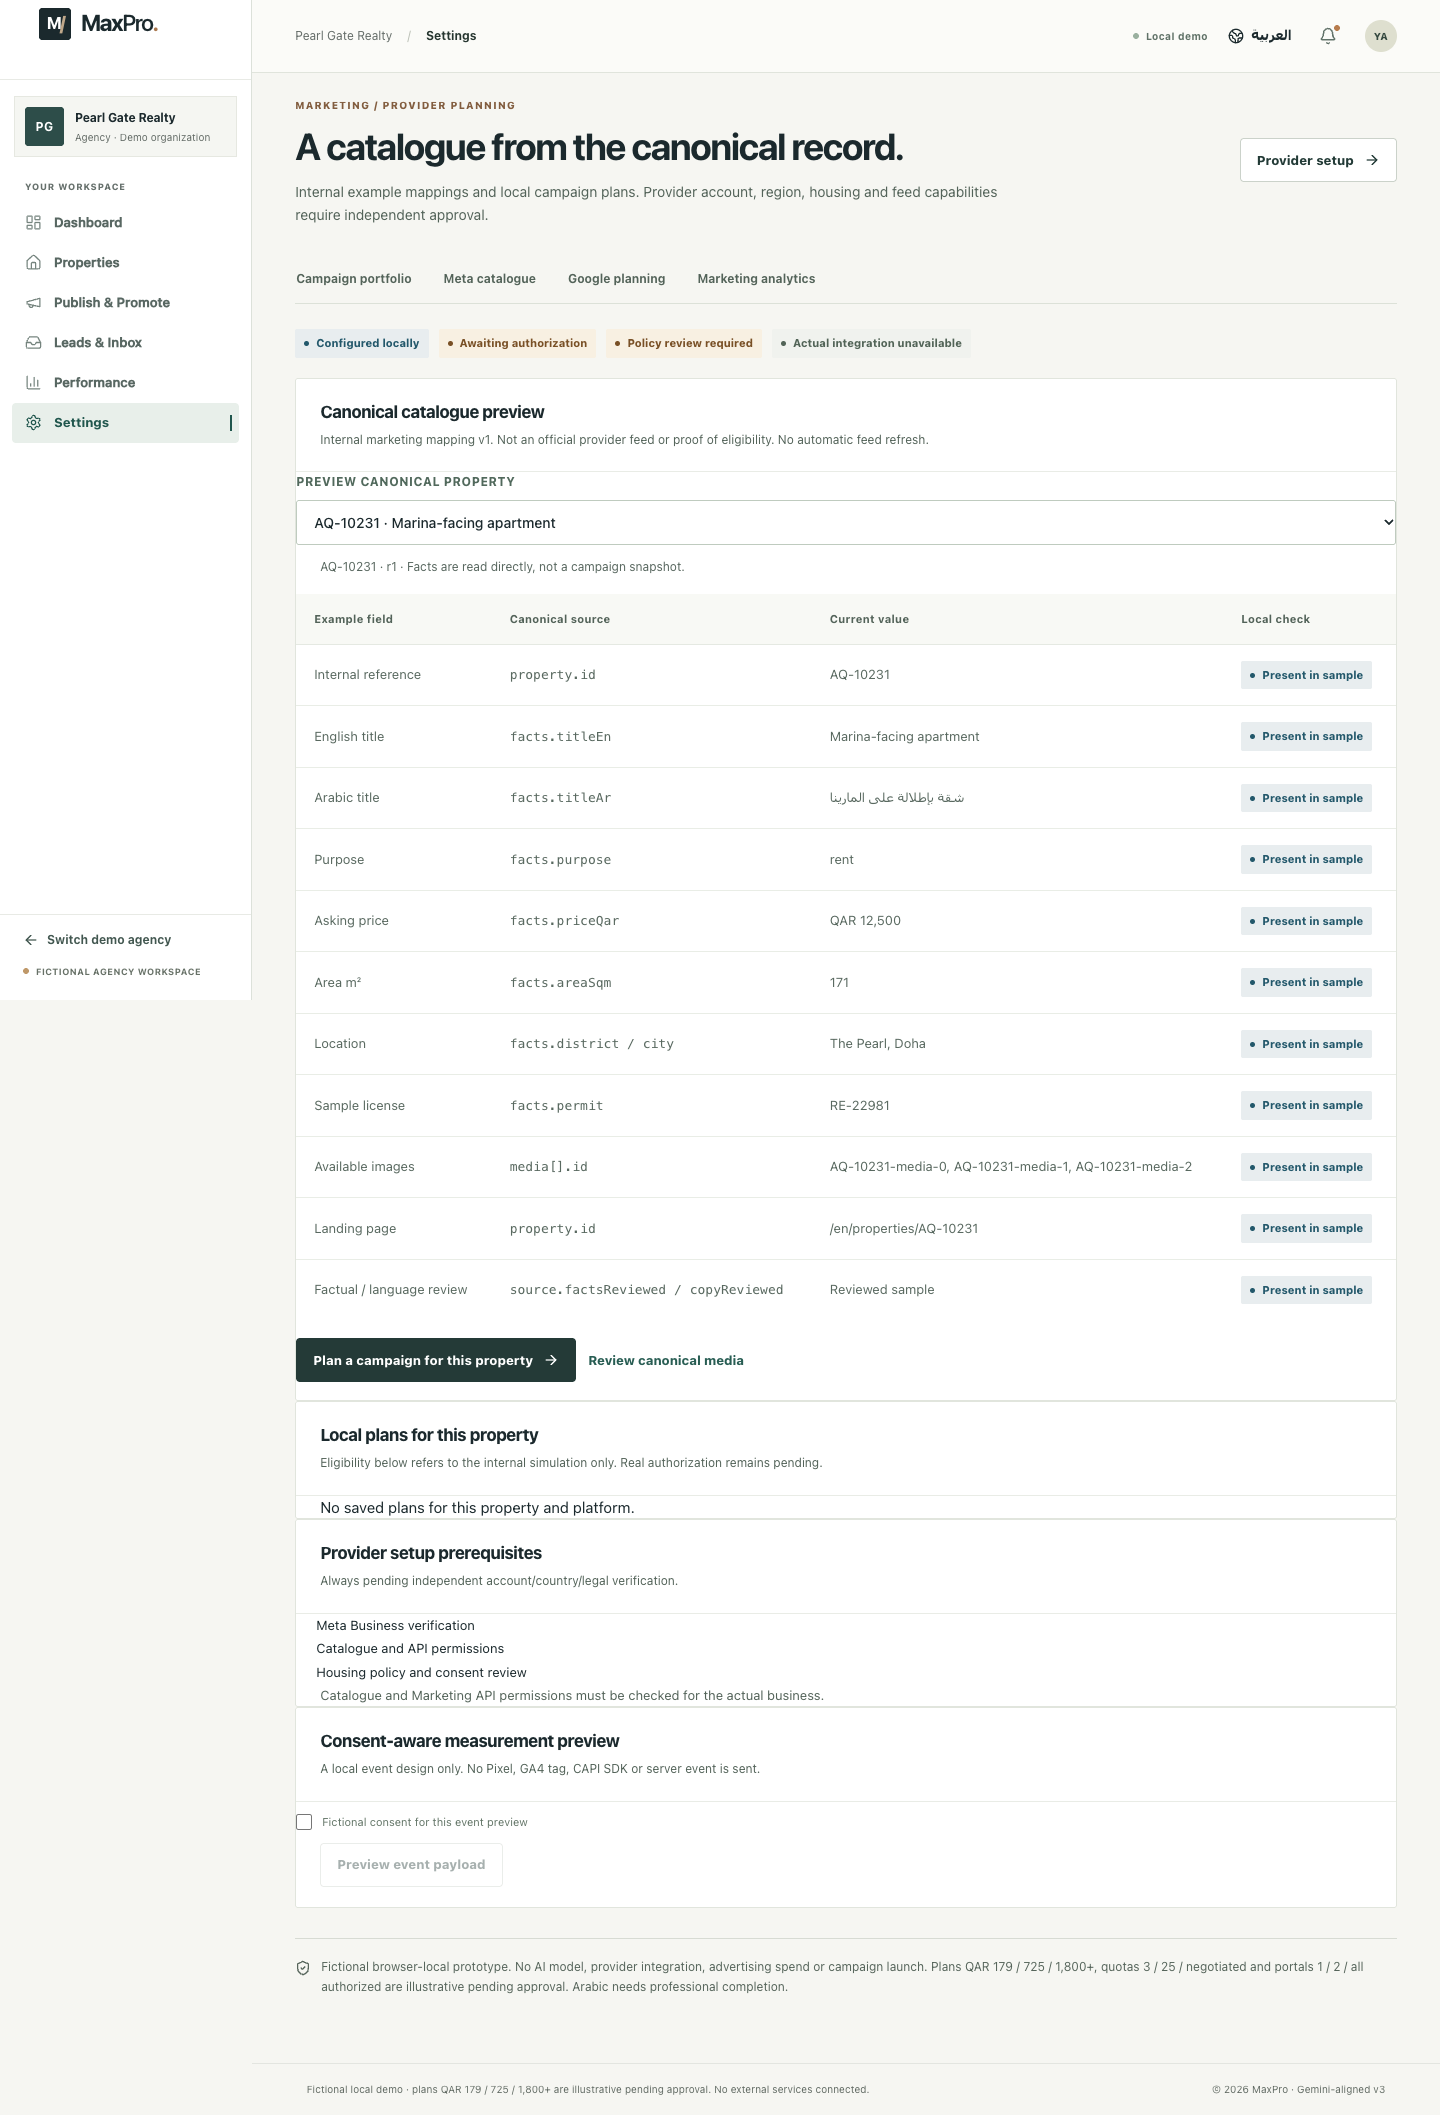 M/ MaxPro.
Pearl Gate Realty / Settings
Local demo
العربية
YA
PG
Pearl Gate Realty
Agency · Demo organization
YOUR WORKSPACE
Dashboard
Properties
Publish & Promote
Leads & Inbox
Performance
Settings
Switch demo agency
FICTIONAL AGENCY WORKSPACE
MARKETING / PROVIDER PLANNING
A catalogue from the canonical record.
Internal example mappings and local campaign plans. Provider account, region, housing and feed capabilities
require independent approval.
Provider setup
Campaign portfolio Meta catalogue Google planning Marketing analytics
Configured locally Awaiting authorization Policy review required Actual integration unavailable
Canonical catalogue preview
Internal marketing mapping v1. Not an official provider feed or proof of eligibility. No automatic feed refresh.
PREVIEW CANONICAL PROPERTY
AQ-10231 · Marina-facing apartment
AQ-10231 · r1 · Facts are read directly, not a campaign snapshot.
Example field Canonical source Current value Local check
Internal reference property.id AQ-10231 Present in sample
English title facts.titleEn Marina-facing apartment Present in sample
Arabic title facts.titleAr شقة بإطلالة على المارينا Present in sample
Purpose facts.purpose rent Present in sample
Asking price facts.priceQar QAR 12,500 Present in sample
Area m² facts.areaSqm 171 Present in sample
Location facts.district / city The Pearl, Doha Present in sample
Sample license facts.permit RE-22981 Present in sample
Available images media[].id AQ-10231-media-0, AQ-10231-media-1, AQ-10231-media-2 Present in sample
Landing page property.id /en/properties/AQ-10231 Present in sample
Factual / language review source.factsReviewed / copyReviewed Reviewed sample Present in sample
Plan a campaign for this property Review canonical media
Local plans for this property
Eligibility below refers to the internal simulation only. Real authorization remains pending.
No saved plans for this property and platform.
Provider setup prerequisites
Always pending independent account/country/legal verification.
Meta Business verification
Catalogue and API permissions
Housing policy and consent review
Catalogue and Marketing API permissions must be checked for the actual business.
Consent-aware measurement preview
A local event design only. No Pixel, GA4 tag, CAPI SDK or server event is sent.
Fictional consent for this event preview
Preview event payload
Fictional browser-local prototype. No AI model, provider integration, advertising spend or campaign launch. Plans QAR 179 / 725 / 1,800+, quotas 3 / 25 / negotiated and portals 1 / 2 / all
authorized are illustrative pending approval. Arabic needs professional completion.
Fictional local demo · plans QAR 179 / 725 / 1,800+ are illustrative pending approval. No external services connected.
© 2026 MaxPro · Gemini-aligned v3